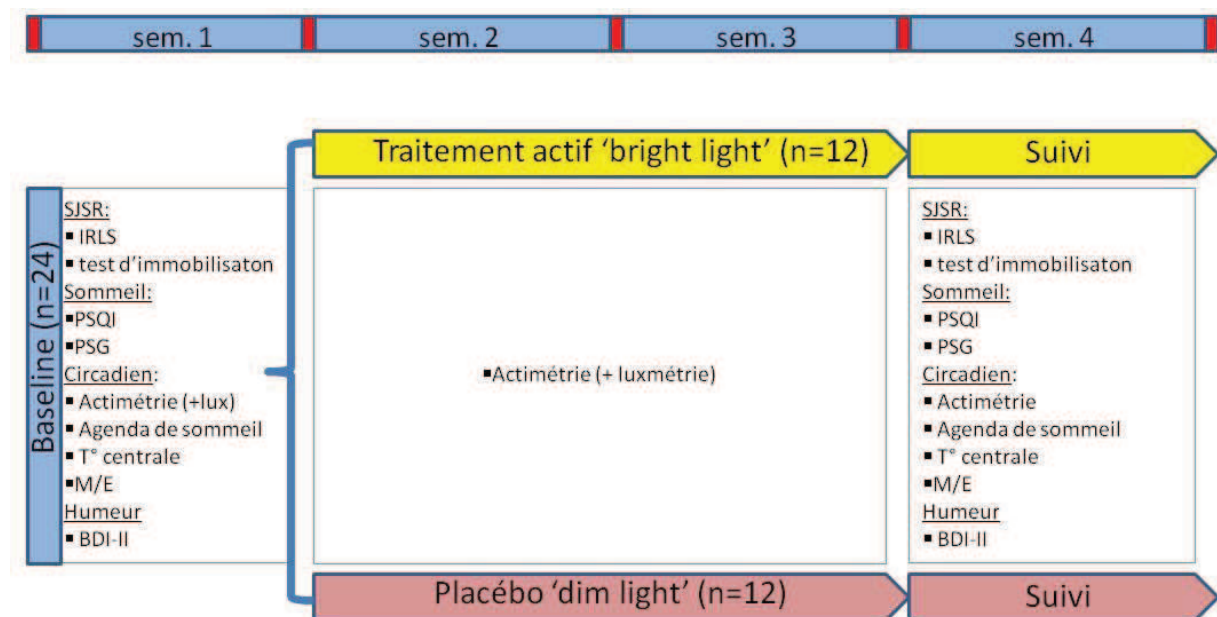 sem. 1
sem. 2
sem. 3
sem. 4
Traitement actif ‘bright light’ (n=12)
Suivi
Baseline (n=24)
SJSR:
▪ IRLS
▪ test d’immobilisaton
Sommeil:
▪PSQI
▪PSG
Circadien:
▪ Actimétrie (+lux)
▪ Agenda de sommeil
▪ T° centrale
▪M/E
Humeur
▪ BDI-II
▪Actimétrie (+ luxmétrie)
SJSR:
▪ IRLS
▪ test d’immobilisaton
Sommeil:
▪ PSQI
▪ PSG
Circadien:
▪ Actimétrie
▪ Agenda de sommeil
▪ T° centrale
▪M/E
Humeur
▪ BDI-II
Placébo ‘dim light’ (n=12)
Suivi